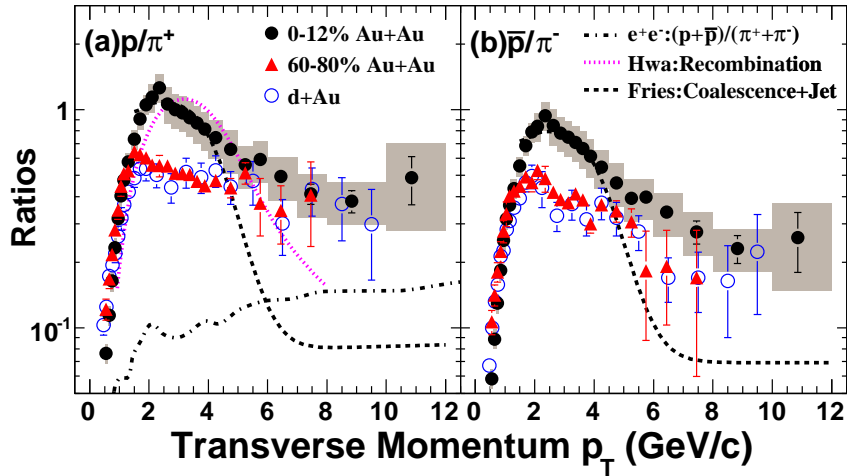 (a)p/π⁺
0-12% Au+Au
60-80% Au+Au
d+Au
(b)p̅/π⁻
e⁺e⁻:(p+p̅)/(π⁺+π⁻)
Hwa:Recombination
Fries:Coalescence+Jet
Ratios
1
10⁻¹
0 2 4 6 8 10 12
0 2 4 6 8 10 12
Transverse Momentum p_T (GeV/c)